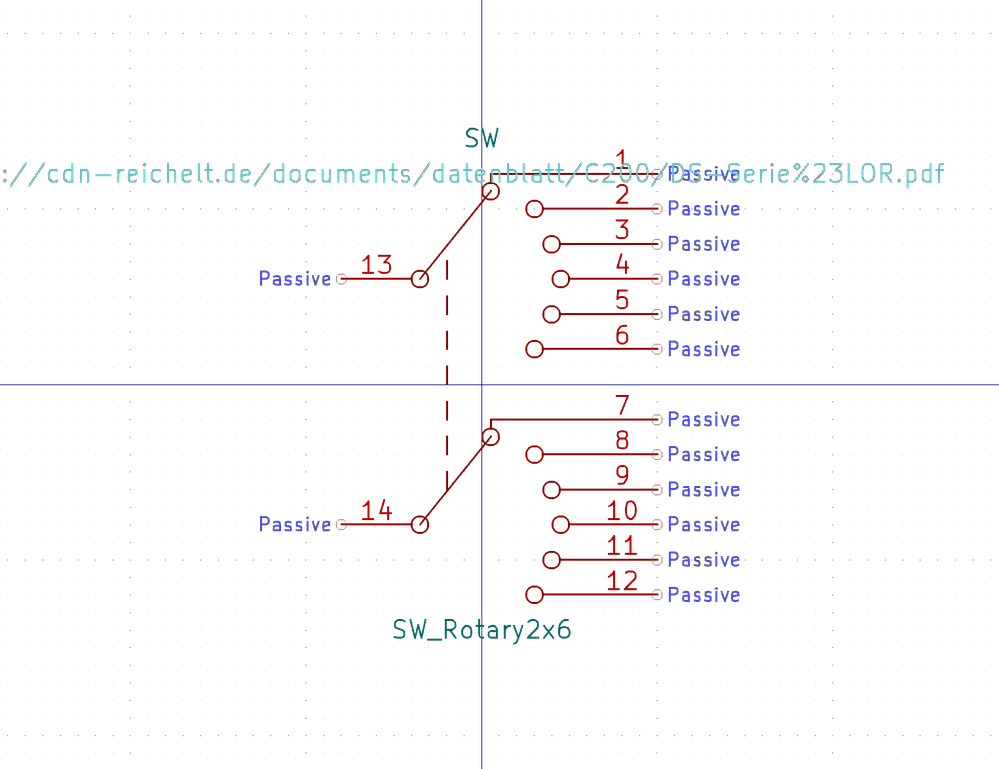 SW
1
://cdn-reichelt.de/documents/datenblatt/C200/DS-Serie%23LOR.pdf
Passive
2 Passive
3 Passive
Passive 13 4 Passive
5 Passive
6 Passive
7 Passive
8 Passive
9 Passive
Passive 14 10 Passive
11 Passive
12 Passive
SW_Rotary2x6